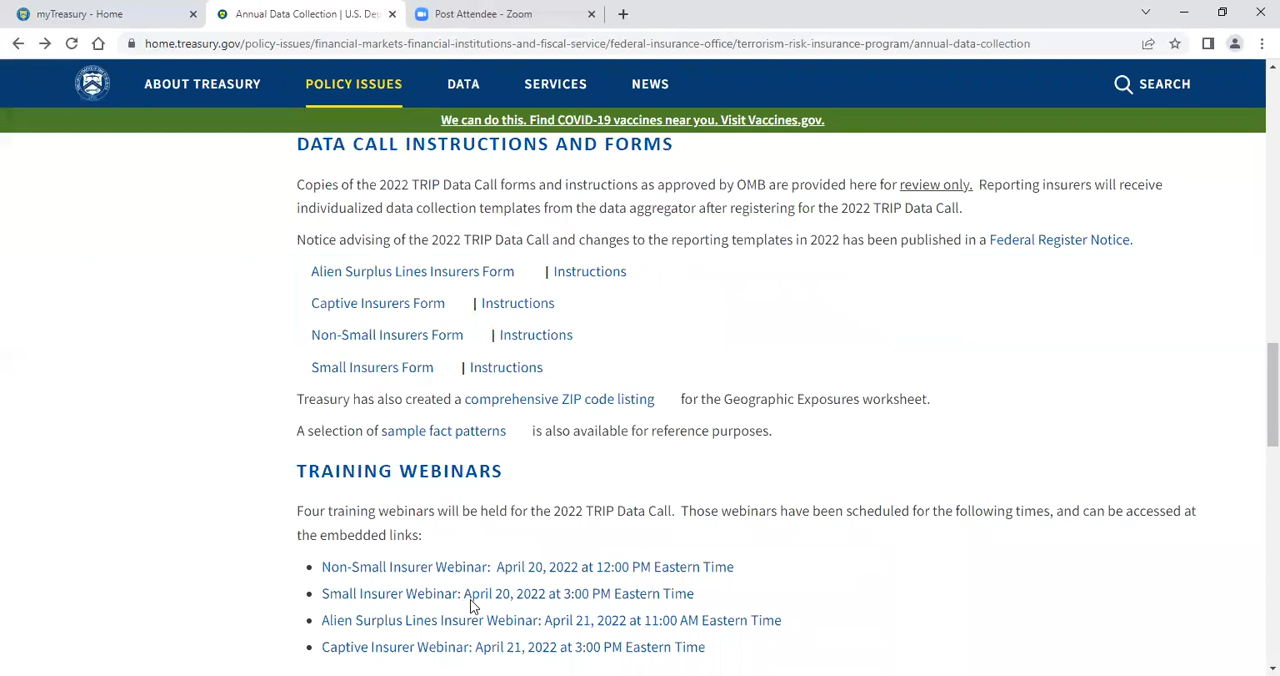 myTreasury - Home
Annual Data Collection | U.S. De
Post Attendee - Zoom
home.treasury.gov/policy-issues/financial-markets-financial-institutions-and-fiscal-service/federal-insurance-office/terrorism-risk-insurance-program/annual-data-collection
ABOUT TREASURY POLICY ISSUES DATA SERVICES NEWS SEARCH
We can do this. Find COVID-19 vaccines near you. Visit Vaccines.gov.
DATA CALL INSTRUCTIONS AND FORMS
Copies of the 2022 TRIP Data Call forms and instructions as approved by OMB are provided here for review only. Reporting insurers will receive
individualized data collection templates from the data aggregator after registering for the 2022 TRIP Data Call.
Notice advising of the 2022 TRIP Data Call and changes to the reporting templates in 2022 has been published in a Federal Register Notice.
Alien Surplus Lines Insurers Form | Instructions
Captive Insurers Form | Instructions
Non-Small Insurers Form | Instructions
Small Insurers Form | Instructions
Treasury has also created a comprehensive ZIP code listing for the Geographic Exposures worksheet.
A selection of sample fact patterns is also available for reference purposes.
TRAINING WEBINARS
Four training webinars will be held for the 2022 TRIP Data Call. Those webinars have been scheduled for the following times, and can be accessed at
the embedded links:
• Non-Small Insurer Webinar: April 20, 2022 at 12:00 PM Eastern Time
• Small Insurer Webinar: April 20, 2022 at 3:00 PM Eastern Time
• Alien Surplus Lines Insurer Webinar: April 21, 2022 at 11:00 AM Eastern Time
• Captive Insurer Webinar: April 21, 2022 at 3:00 PM Eastern Time